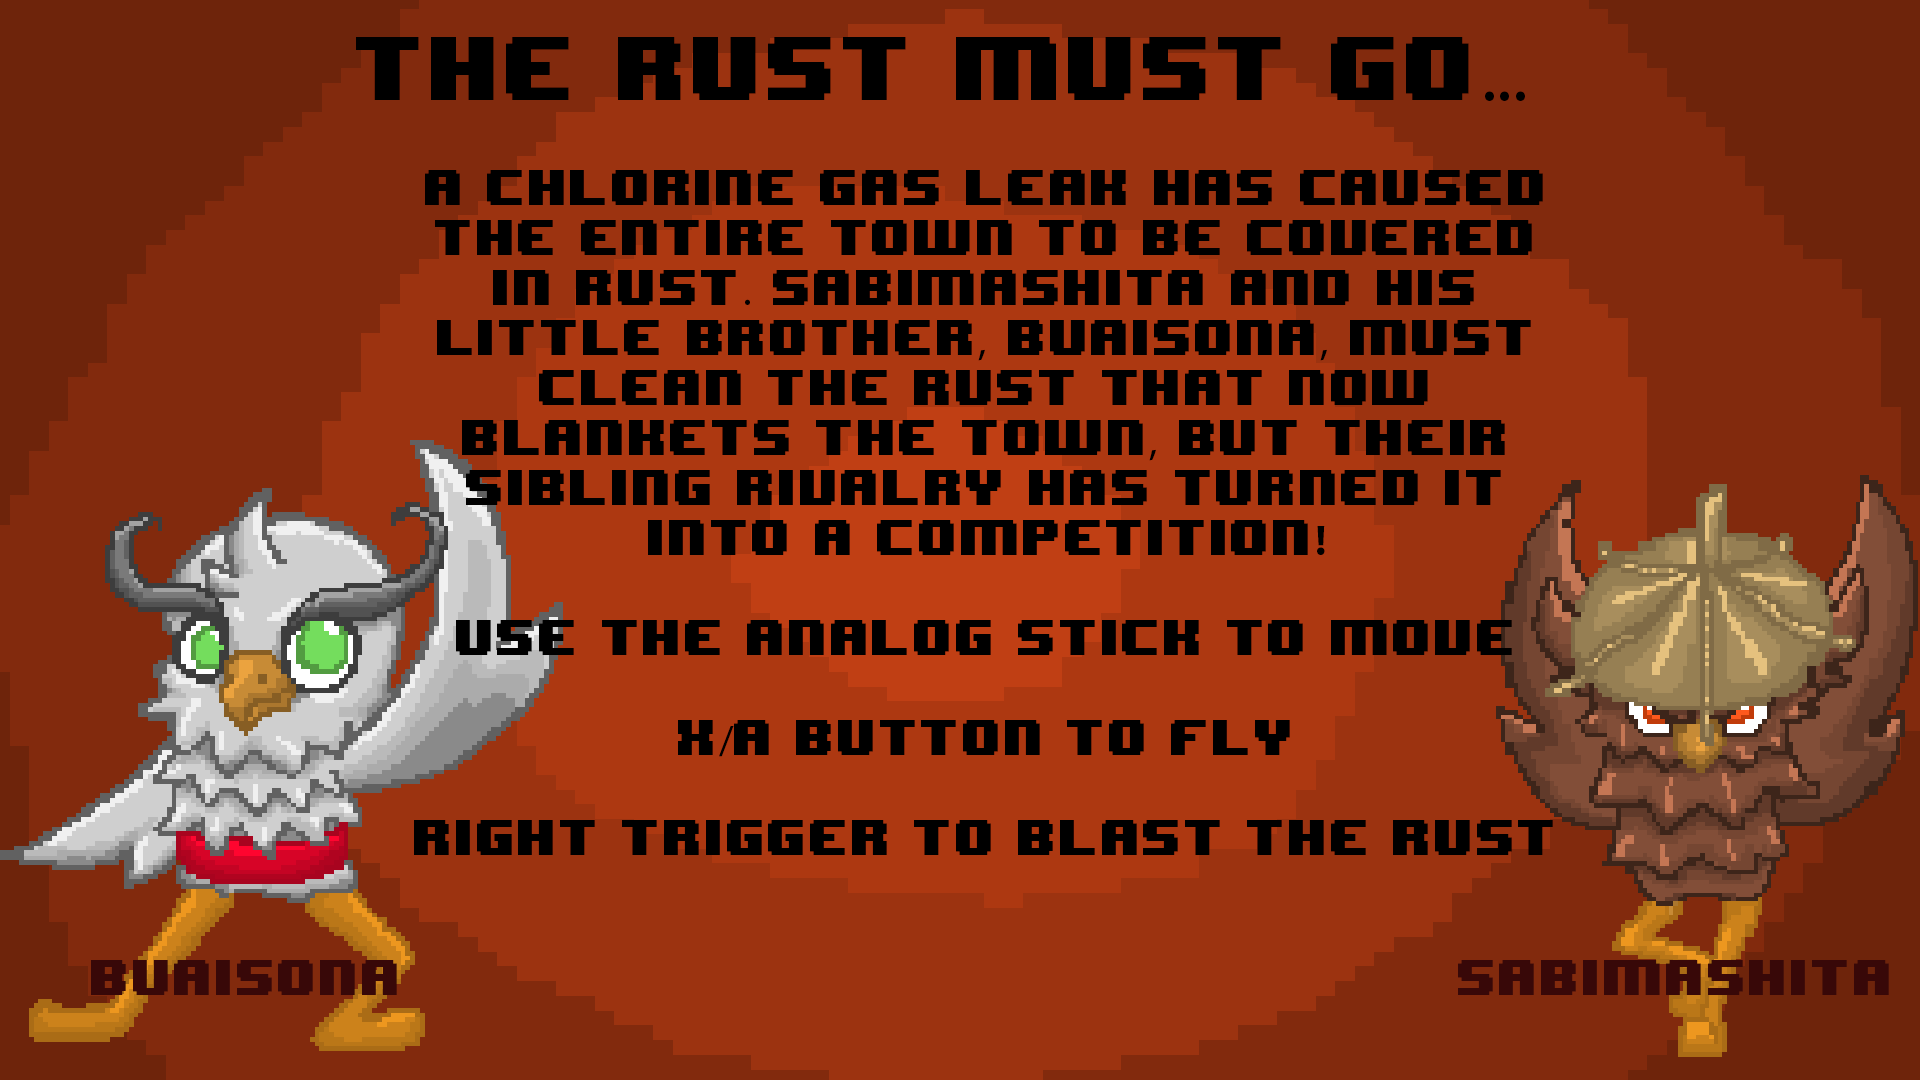 THE RUST MUST GO...
A CHLORINE GAS LEAK HAS CAUSED
THE ENTIRE TOWN TO BE COVERED
IN RUST. SABIMASHITA AND HIS
LITTLE BROTHER, BUAISONA, MUST
CLEAN THE RUST THAT NOW
BLANKETS THE TOWN, BUT THEIR
SIBLING RIVALRY HAS TURNED IT
INTO A COMPETITION!
USE THE ANALOG STICK TO MOVE
X/A BUTTON TO FLY
RIGHT TRIGGER TO BLAST THE RUST
BUAISONA
SABIMASHITA